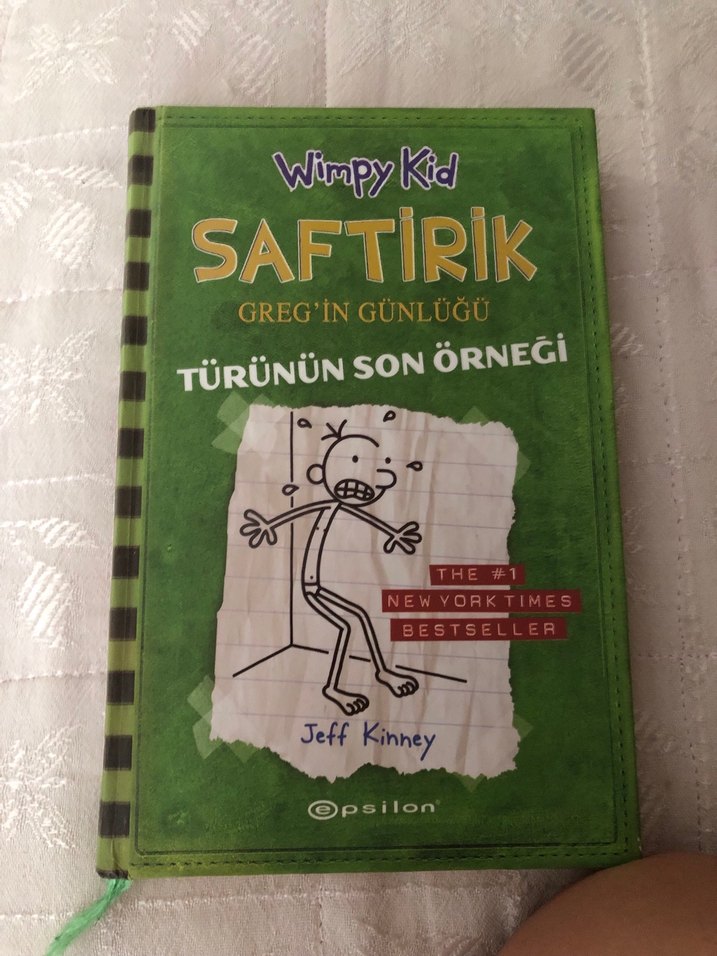 Wimpy Kid
SAFTİRİK
GREG'İN GÜNLÜĞÜ
TÜRÜNÜN SON ÖRNEĞİ
THE #1
NEW YORK TIMES
BESTSELLER
Jeff Kinney
epsilon